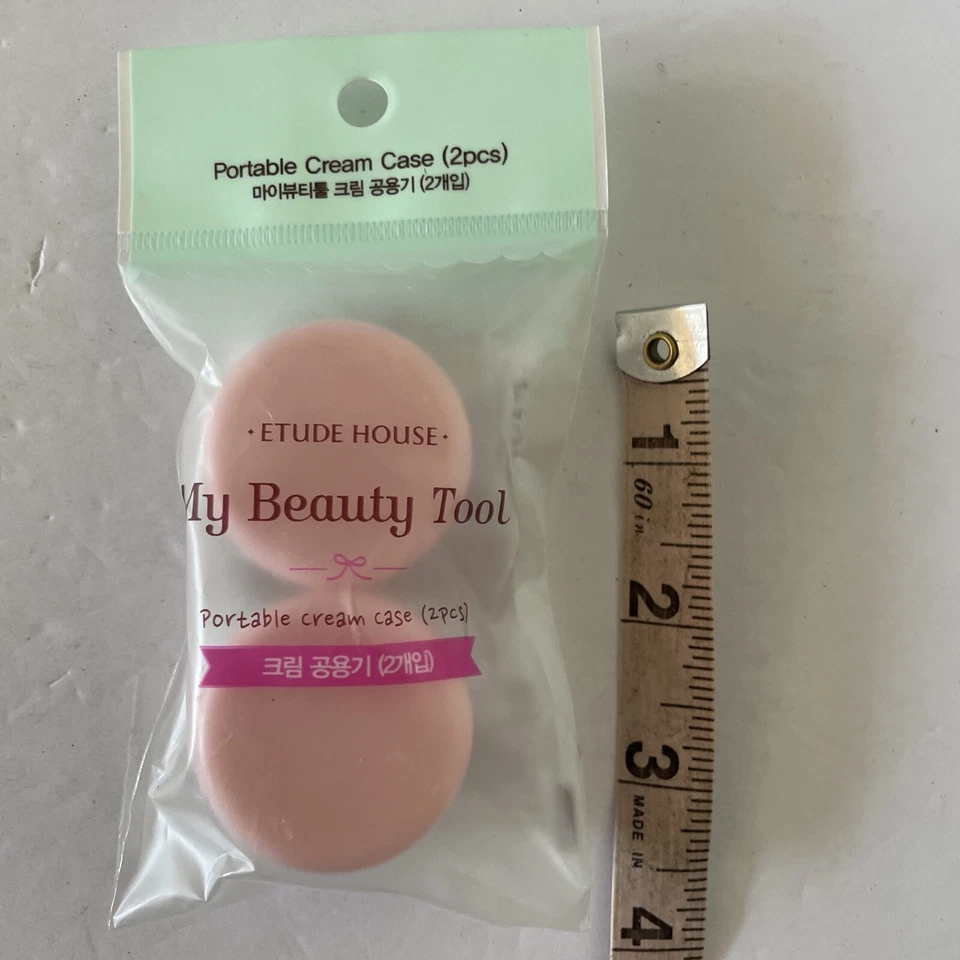 Portable Cream Case (2pcs)
마이뷰티툴 크림 공용기 (2개입)
· ETUDE HOUSE ·
My Beauty Tool
Portable cream case (2pcs)
크림 공용기 (2개입)
1
60 in.
2
3
MADE IN
4